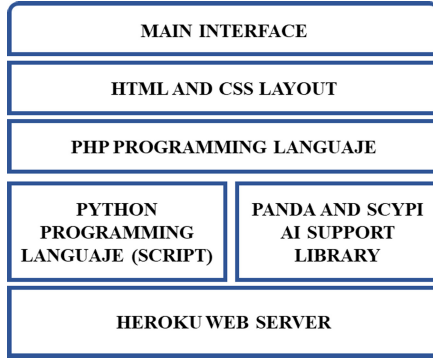 MAIN INTERFACE
HTML AND CSS LAYOUT
PHP PROGRAMMING LANGUAJE
PYTHON
PROGRAMMING
LANGUAJE (SCRIPT)
PANDA AND SCYPI
AI SUPPORT
LIBRARY
HEROKU WEB SERVER